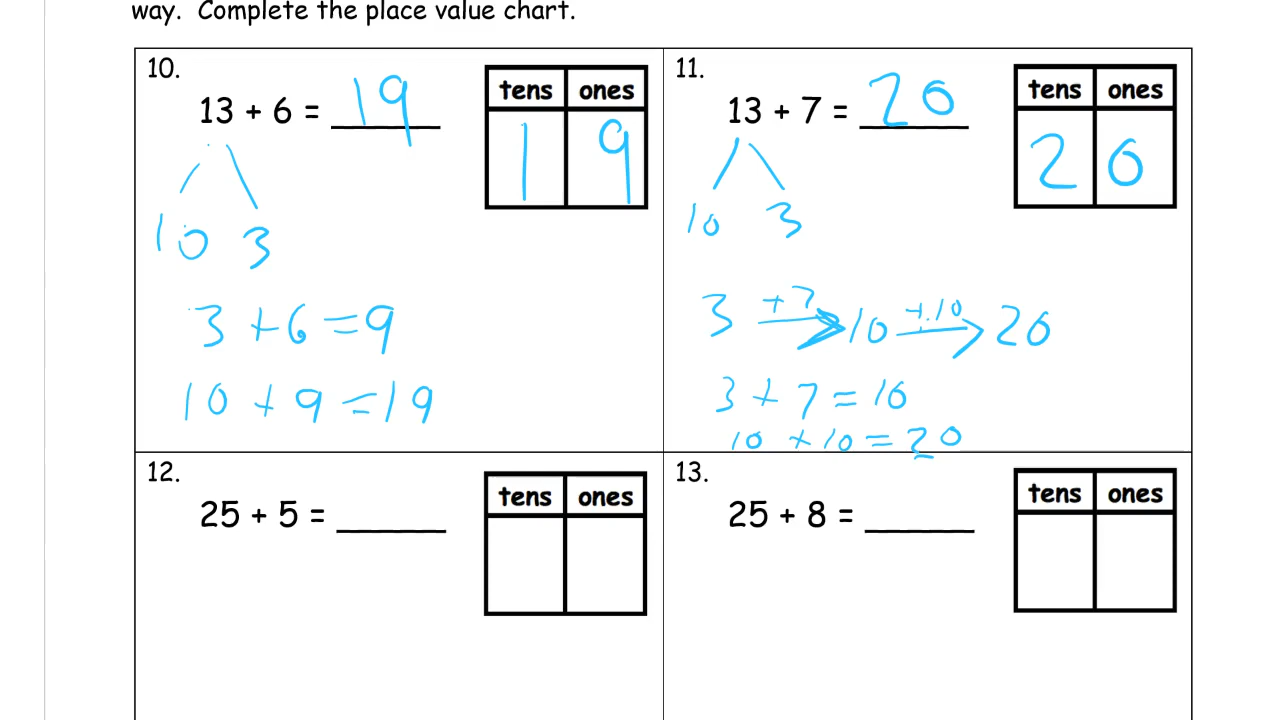 way. Complete the place value chart.
10.
13 + 6 = 19
tens ones
1 9
10 3
3 + 6 = 9
10 + 9 = 19
11.
13 + 7 = 20
tens ones
2 0
10 3
3 +7 10 +10 20
3 + 7 = 10
10 + 10 = 20
12.
25 + 5 = ______
tens ones
13.
25 + 8 = ______
tens ones